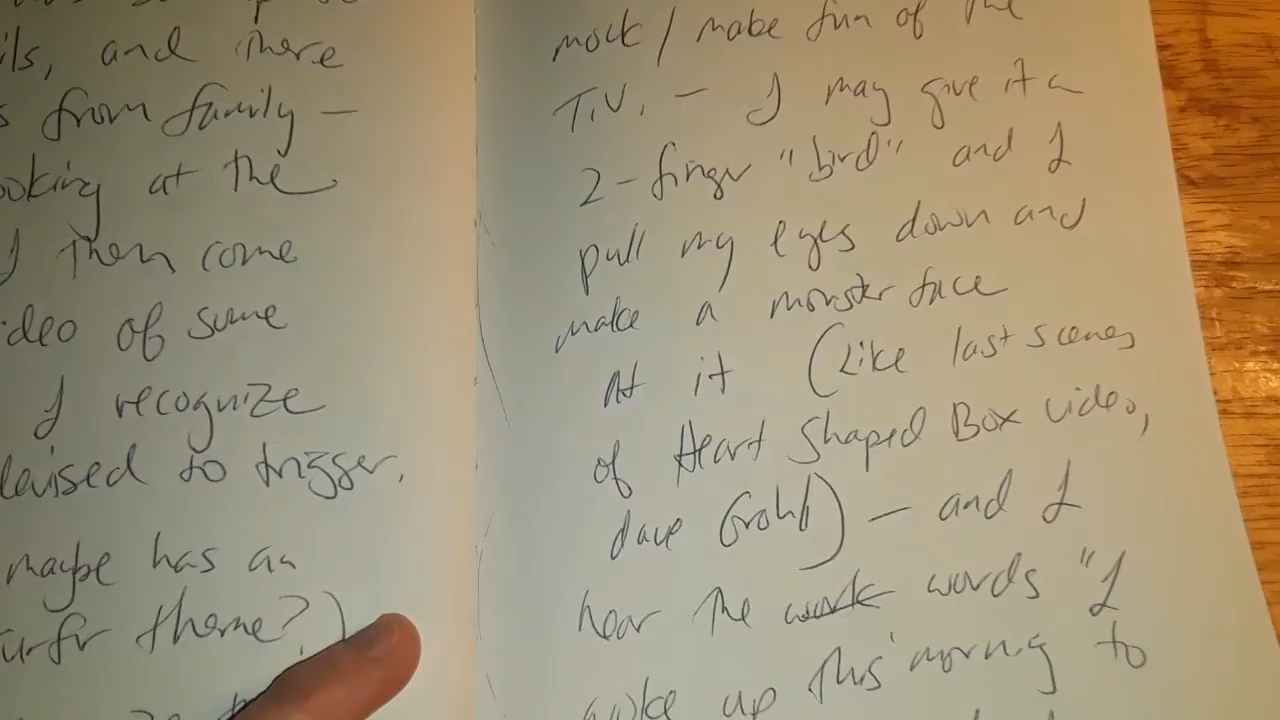 ils, and there
s from family —
ooking at the
I then come
ideo of some
I recognize
devised to trigger.
maybe has an
theme?)
mock / make fun of the
T.V. — I may give it a
2-finger "bird" and I
pull my eyes down and
make a monster face
At it (Like last scenes
of Heart Shaped Box video,
dave Grohl) — and I
hear the words "I
woke up this morning to